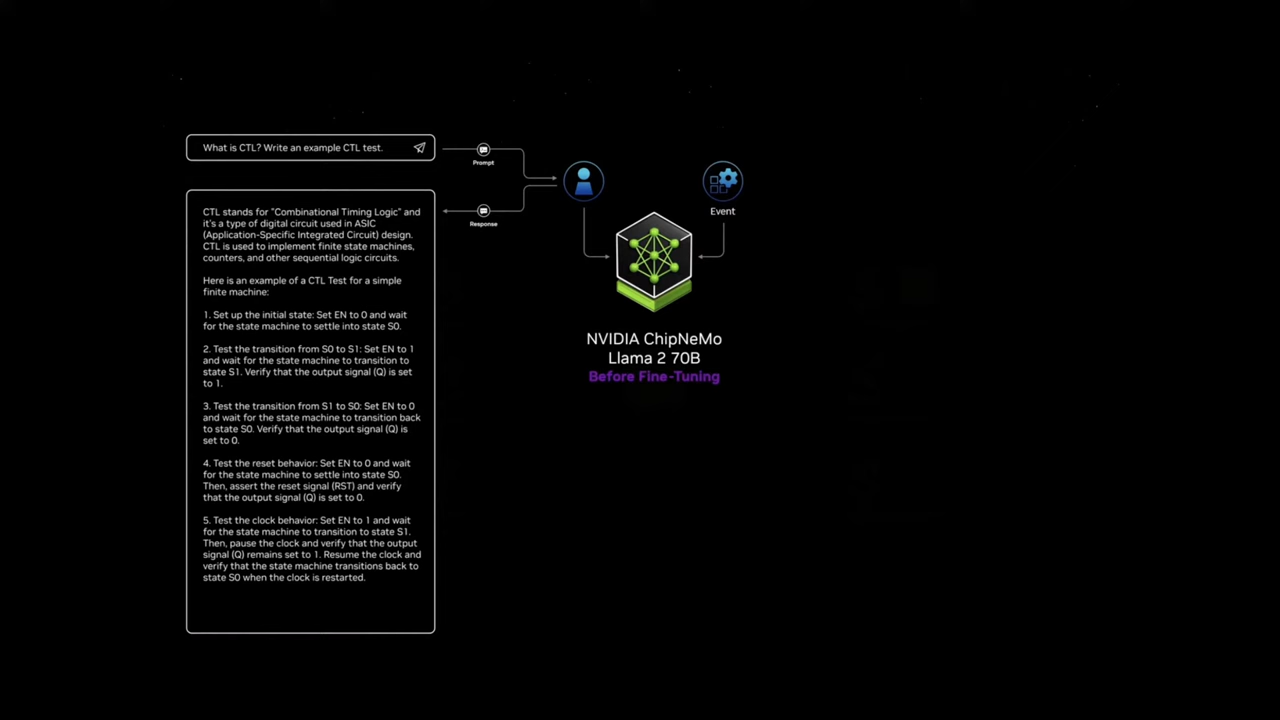 What is CTL? Write an example CTL test.
Prompt
Response
CTL stands for "Combinational Timing Logic" and
it's a type of digital circuit used in ASIC
(Application-Specific Integrated Circuit) design.
CTL is used to implement finite state machines,
counters, and other sequential logic circuits.
Here is an example of a CTL Test for a simple
finite machine:
1. Set up the initial state: Set EN to 0 and wait
for the state machine to settle into state S0.
2. Test the transition from S0 to S1: Set EN to 1
and wait for the state machine to transition to
state S1. Verify that the output signal (Q) is set
to 1.
3. Test the transition from S1 to S0: Set EN to 0
and wait for the state machine to transition back
to state S0. Verify that the output signal (Q) is
set to 0.
4. Test the reset behavior: Set EN to 0 and wait
for the state machine to settle into state S0.
Then, assert the reset signal (RST) and verify
that the output signal (Q) is set to 0.
5. Test the clock behavior: Set EN to 1 and wait
for the state machine to transition to state S1.
Then, pause the clock and verify that the output
signal (Q) remains set to 1. Resume the clock and
verify that the state machine transitions back to
state S0 when the clock is restarted.
Event
NVIDIA ChipNeMo
Llama 2 70B
Before Fine-Tuning